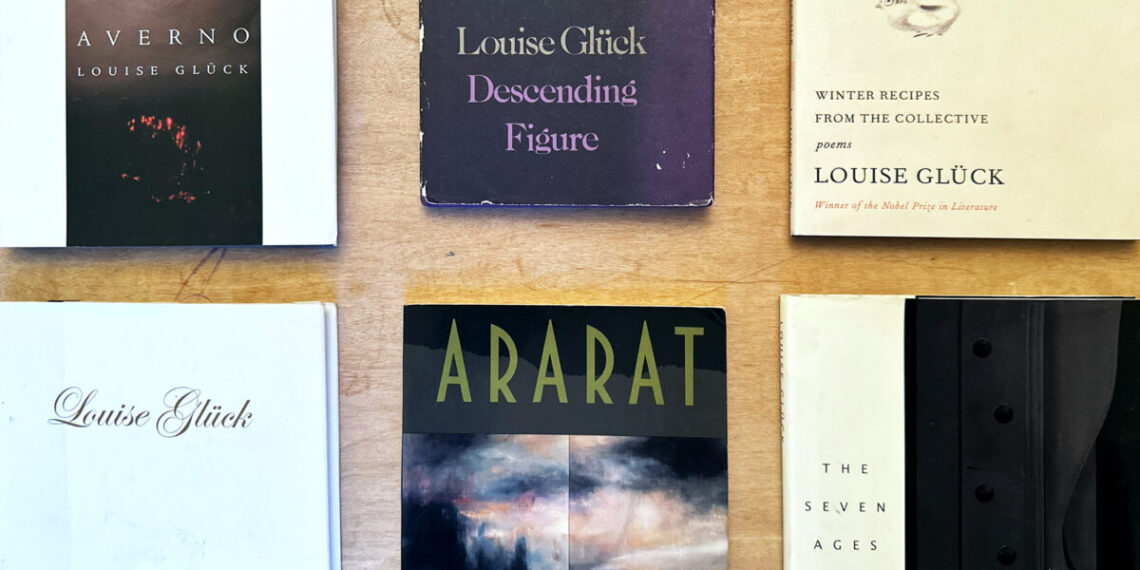 AVERNO
LOUISE GLÜCK
Louise Glück
Descending
Figure
WINTER RECIPES
FROM THE COLLECTIVE
poems
LOUISE GLÜCK
Winner of the Nobel Prize in Literature
Louise Glück
ARARAT
THE
SEVEN
AGES